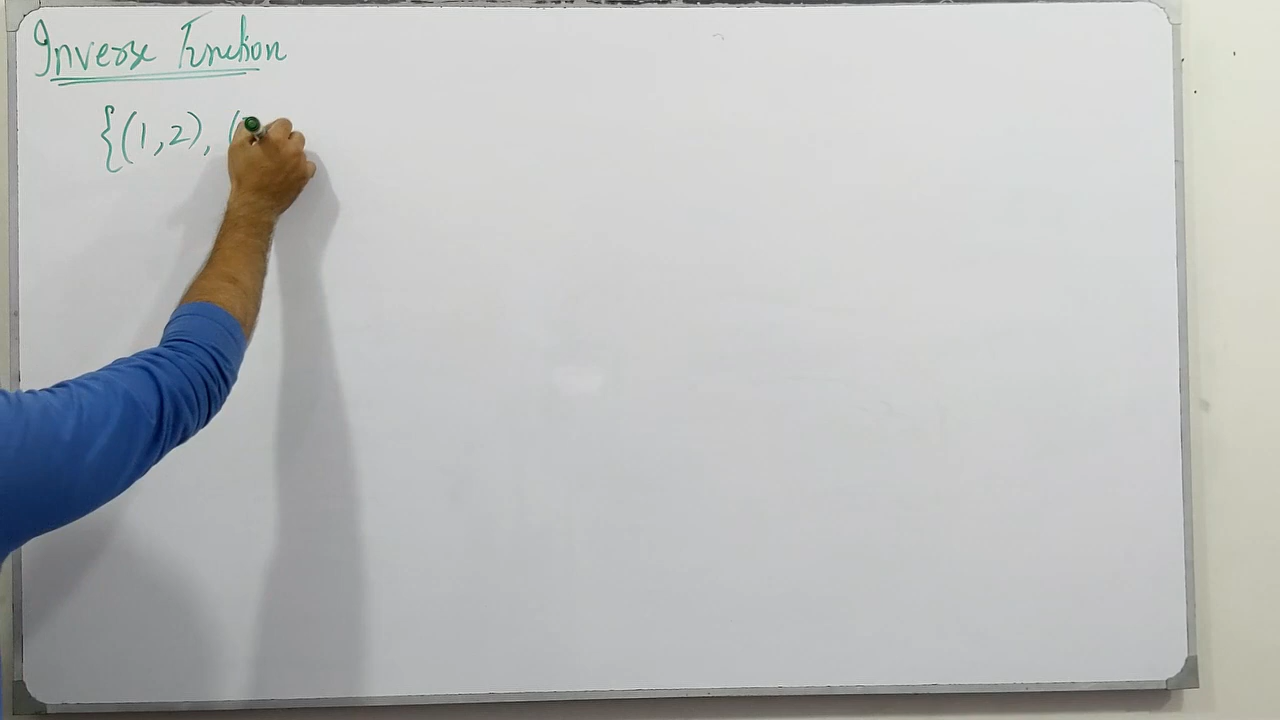 Inverse Function
{(1,2), (